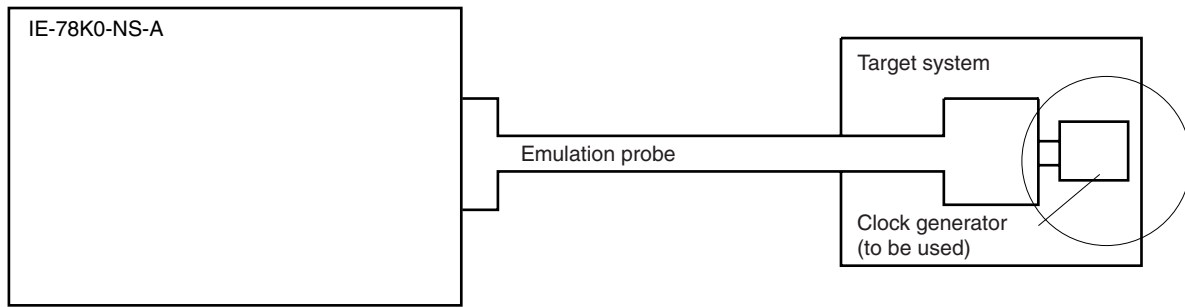 IE-78K0-NS-A
Target system
Emulation probe
Clock generator
(to be used)